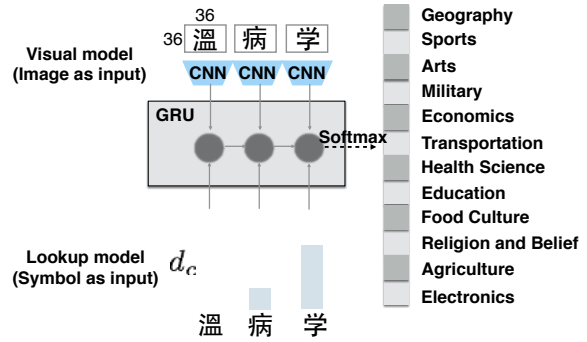 36
36
溫 病 学
Visual model
(Image as input)
CNN CNN CNN
GRU
Softmax
Lookup model
(Symbol as input)
d_c
溫 病 学
Geography
Sports
Arts
Military
Economics
Transportation
Health Science
Education
Food Culture
Religion and Belief
Agriculture
Electronics